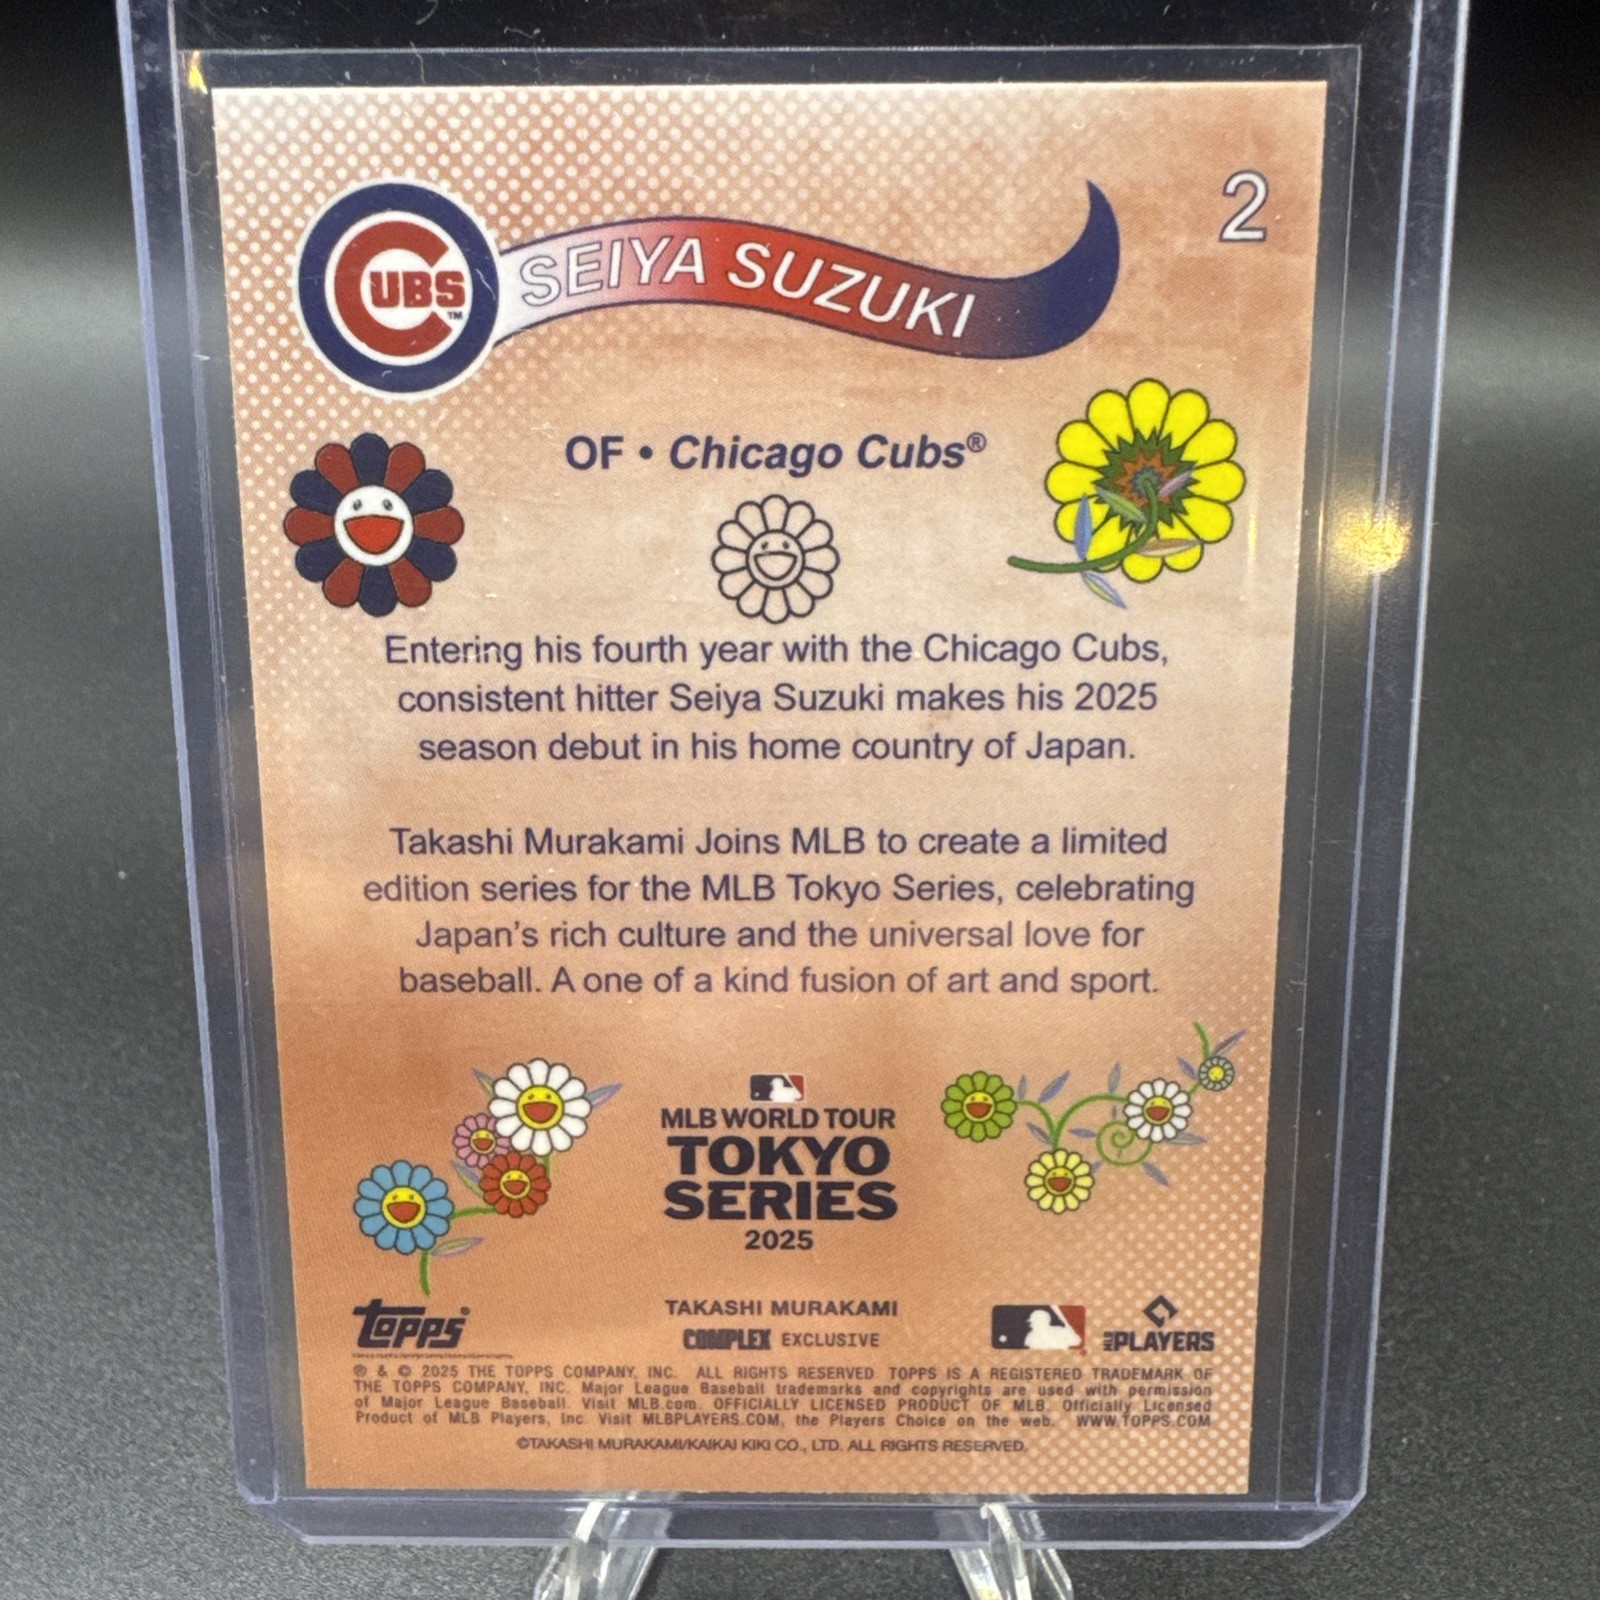 2
CUBS™
SEIYA SUZUKI
OF • Chicago Cubs®
Entering his fourth year with the Chicago Cubs,
consistent hitter Seiya Suzuki makes his 2025
season debut in his home country of Japan.
Takashi Murakami Joins MLB to create a limited
edition series for the MLB Tokyo Series, celebrating
Japan's rich culture and the universal love for
baseball. A one of a kind fusion of art and sport.
MLB WORLD TOUR
TOKYO
SERIES
2025
topps®
TAKASHI MURAKAMI
COMPLEX EXCLUSIVE
MLB PLAYERS
® & © 2025 THE TOPPS COMPANY, INC. ALL RIGHTS RESERVED. TOPPS IS A REGISTERED TRADEMARK OF
THE TOPPS COMPANY, INC. Major League Baseball trademarks and copyrights are used with permission
of Major League Baseball. Visit MLB.com. OFFICIALLY LICENSED PRODUCT OF MLB. Officially Licensed
Product of MLB Players, Inc. Visit MLBPLAYERS.COM, the Players Choice on the web. WWW.TOPPS.COM
©TAKASHI MURAKAMI/KAIKAI KIKI CO., LTD. ALL RIGHTS RESERVED.